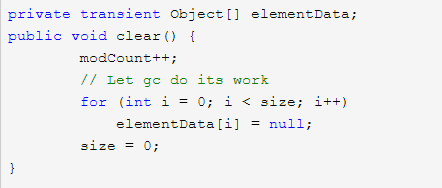 private transient Object[] elementData;
public void clear() {
        modCount++;
        // Let gc do its work
        for (int i = 0; i < size; i++)
            elementData[i] = null;
        size = 0;
}